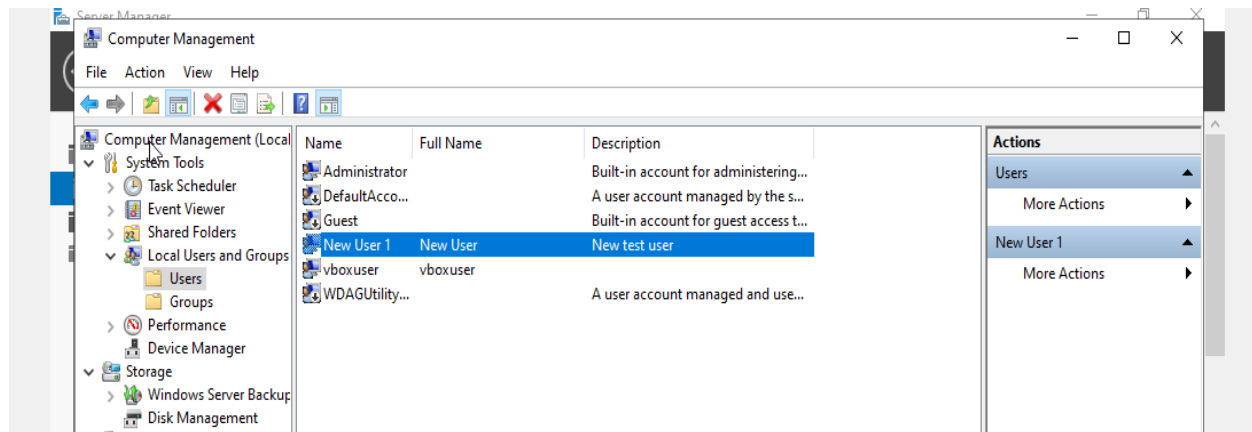 Server Manager
Computer Management
File Action View Help
Computer Management (Local
System Tools
Task Scheduler
Event Viewer
Shared Folders
Local Users and Groups
Users
Groups
Performance
Device Manager
Storage
Windows Server Backup
Disk Management
Name Full Name Description
Administrator Built-in account for administering...
DefaultAcco... A user account managed by the s...
Guest Built-in account for guest access t...
New User 1 New User New test user
vboxuser vboxuser
WDAGUtility... A user account managed and use...
Actions
Users
More Actions
New User 1
More Actions